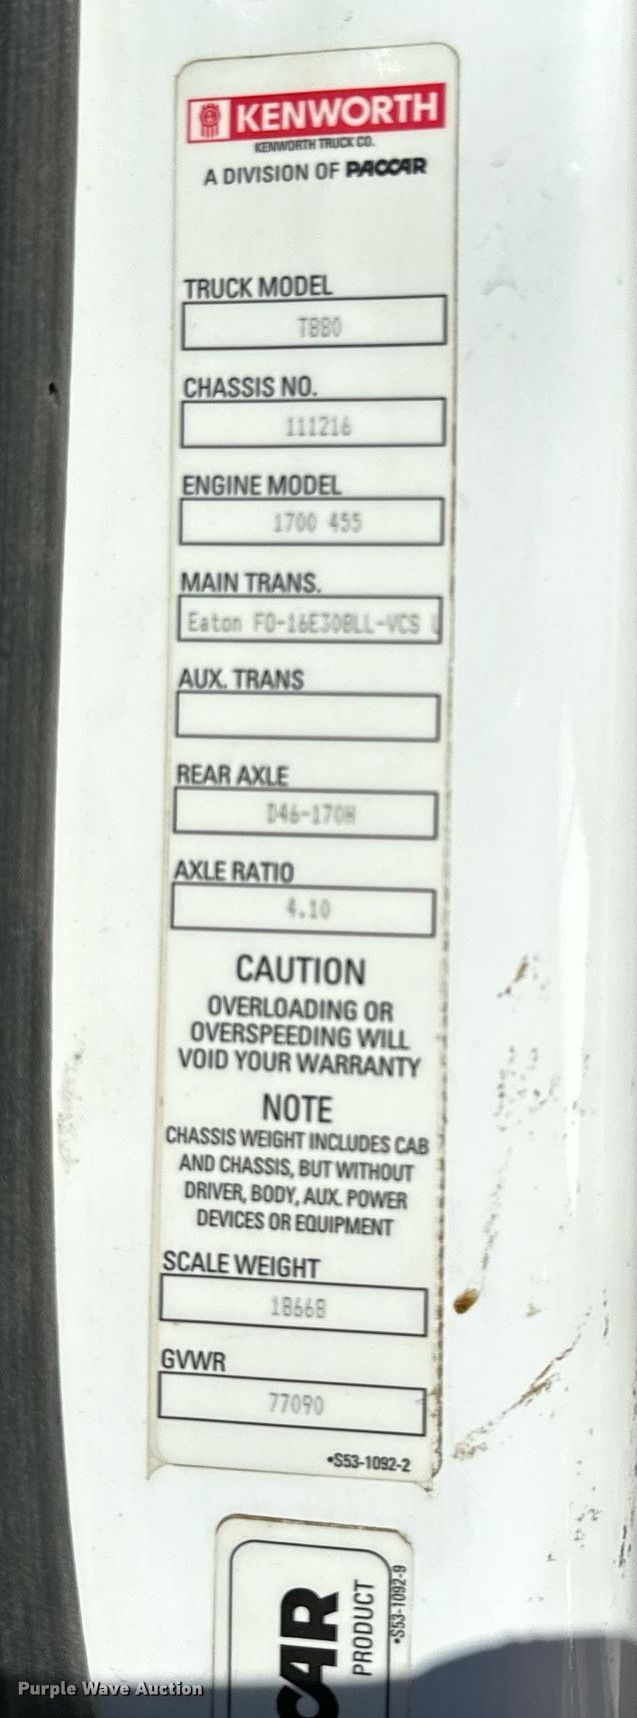 KENWORTH
KENWORTH TRUCK CO.
A DIVISION OF PACCAR
TRUCK MODEL
T880
CHASSIS NO.
111216
ENGINE MODEL
1700 455
MAIN TRANS.
Eaton FO-16E308LL-VCS
AUX. TRANS
REAR AXLE
D46-170H
AXLE RATIO
4.10
CAUTION
OVERLOADING OR
OVERSPEEDING WILL
VOID YOUR WARRANTY
NOTE
CHASSIS WEIGHT INCLUDES CAB
AND CHASSIS, BUT WITHOUT
DRIVER, BODY, AUX. POWER
DEVICES OR EQUIPMENT
SCALE WEIGHT
18668
GVWR
77090
•S53-1092-2
CAR
PRODUCT
•S53-1092-9
Purple Wave Auction